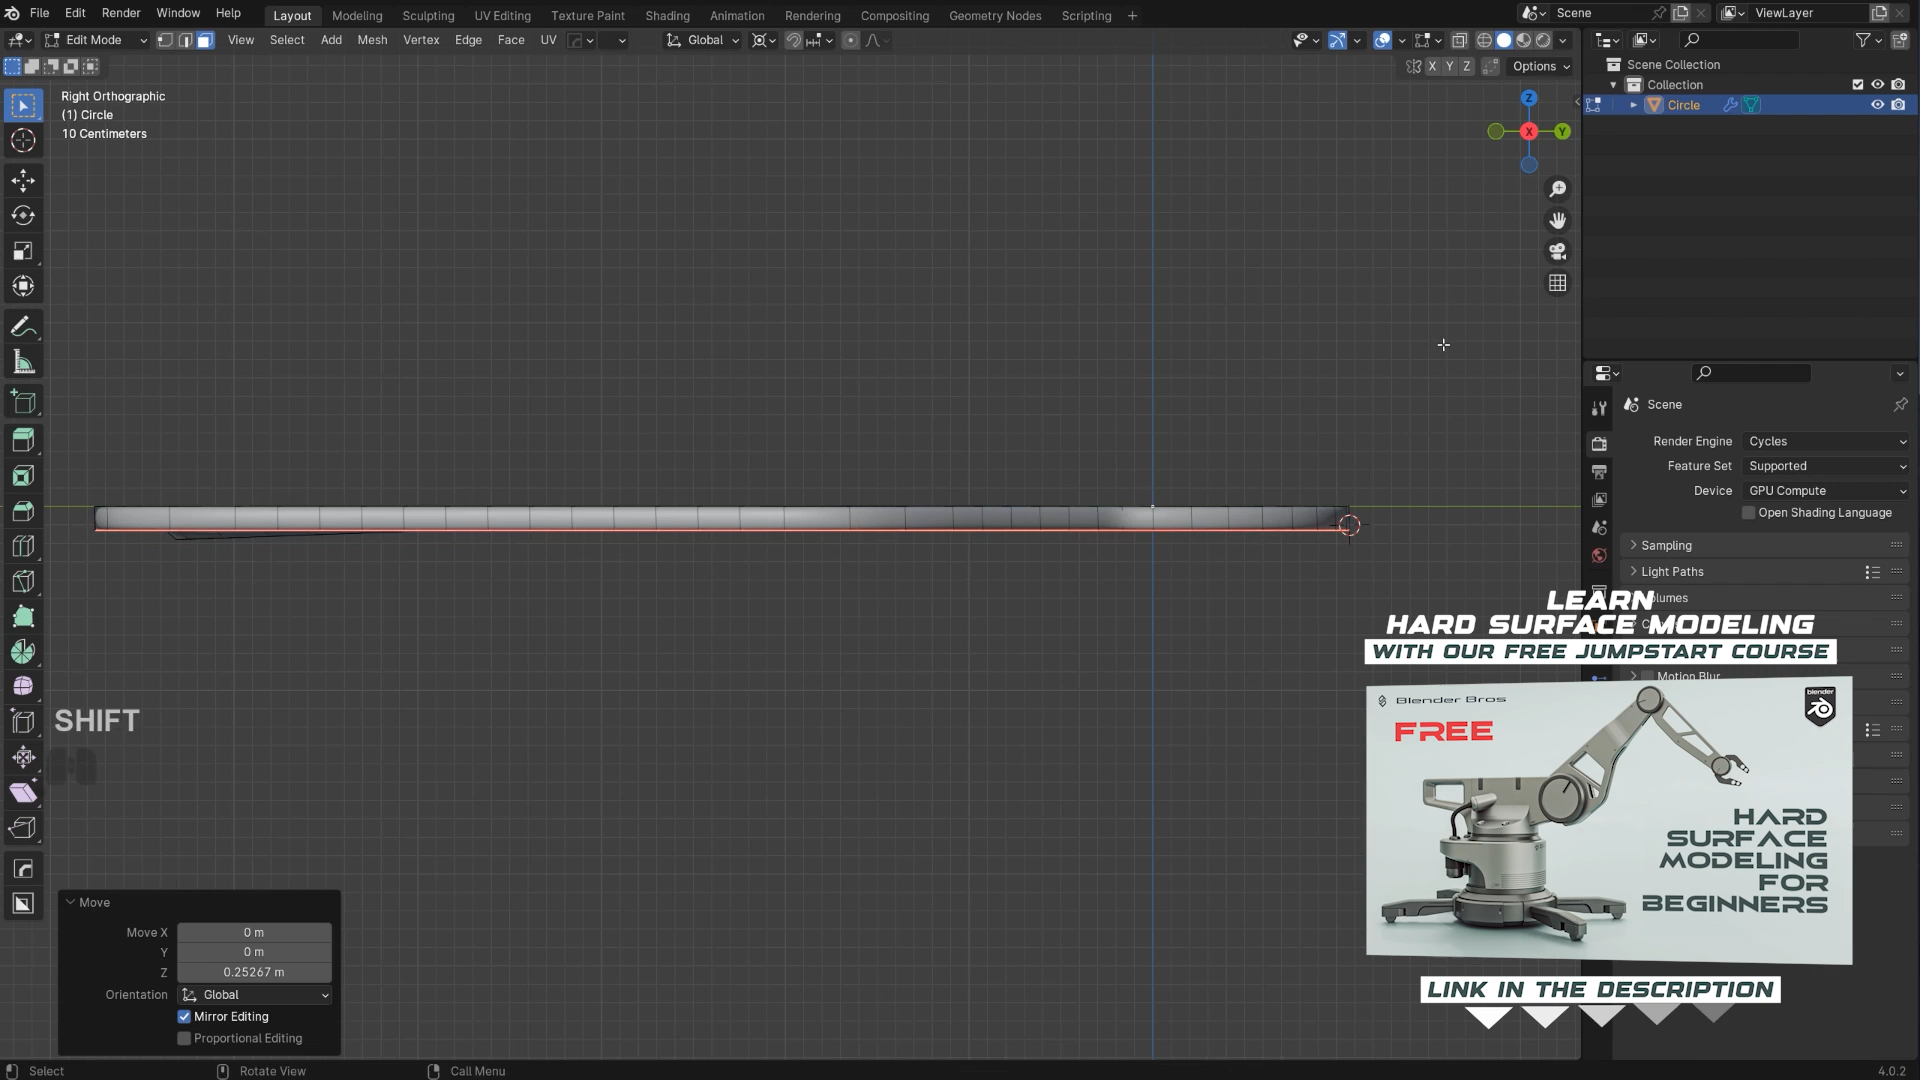 File Edit Render Window Help
Layout Modeling Sculpting UV Editing Texture Paint Shading Animation Rendering Compositing Geometry Nodes Scripting +
Scene
ViewLayer
Edit Mode
View Select Add Mesh Vertex Edge Face UV
Global
X Y Z
Options
Right Orthographic
(1) Circle
10 Centimeters
Z
X
Y
Scene Collection
Collection
Circle
Scene
Render Engine Cycles
Feature Set Supported
Device GPU Compute
Open Shading Language
Sampling
Light Paths
olumes
Motion Blur
LEARN
HARD SURFACE MODELING
WITH OUR FREE JUMPSTART COURSE
Blender Bros
blender
FREE
HARD
SURFACE
MODELING
FOR
BEGINNERS
LINK IN THE DESCRIPTION
SHIFT
Move
Move X 0 m
Y 0 m
Z 0.25267 m
Orientation Global
Mirror Editing
Proportional Editing
Select
Rotate View
Call Menu
4.0.2